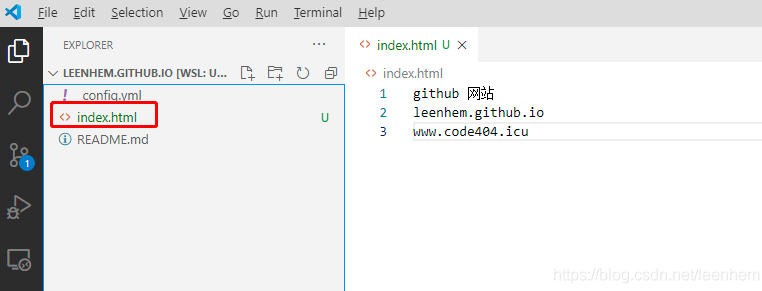 File Edit Selection View Go Run Terminal Help
EXPLORER ···
LEENHEM.GITHUB.IO [WSL: U...
! _config.yml
<> index.html U
README.md
1
<> index.html U ×
<> index.html
1 github 网站
2 leenhem.github.io
3 www.code404.icu
https://blog.csdn.net/leenhem